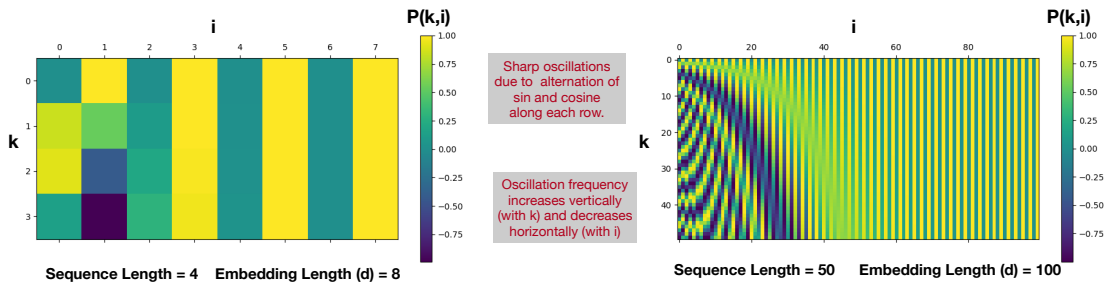 i
P(k,i)
0 1 2 3 4 5 6 7
0
1
2
3
k
1.00
0.75
0.50
0.25
0.00
−0.25
−0.50
−0.75
Sequence Length = 4 Embedding Length (d) = 8
Sharp oscillations
due to alternation of
sin and cosine
along each row.
Oscillation frequency
increases vertically
(with k) and decreases
horizontally (with i)
i
P(k,i)
0 20 40 60 80
0
10
20
30
40
k
1.00
0.75
0.50
0.25
0.00
−0.25
−0.50
−0.75
Sequence Length = 50 Embedding Length (d) = 100